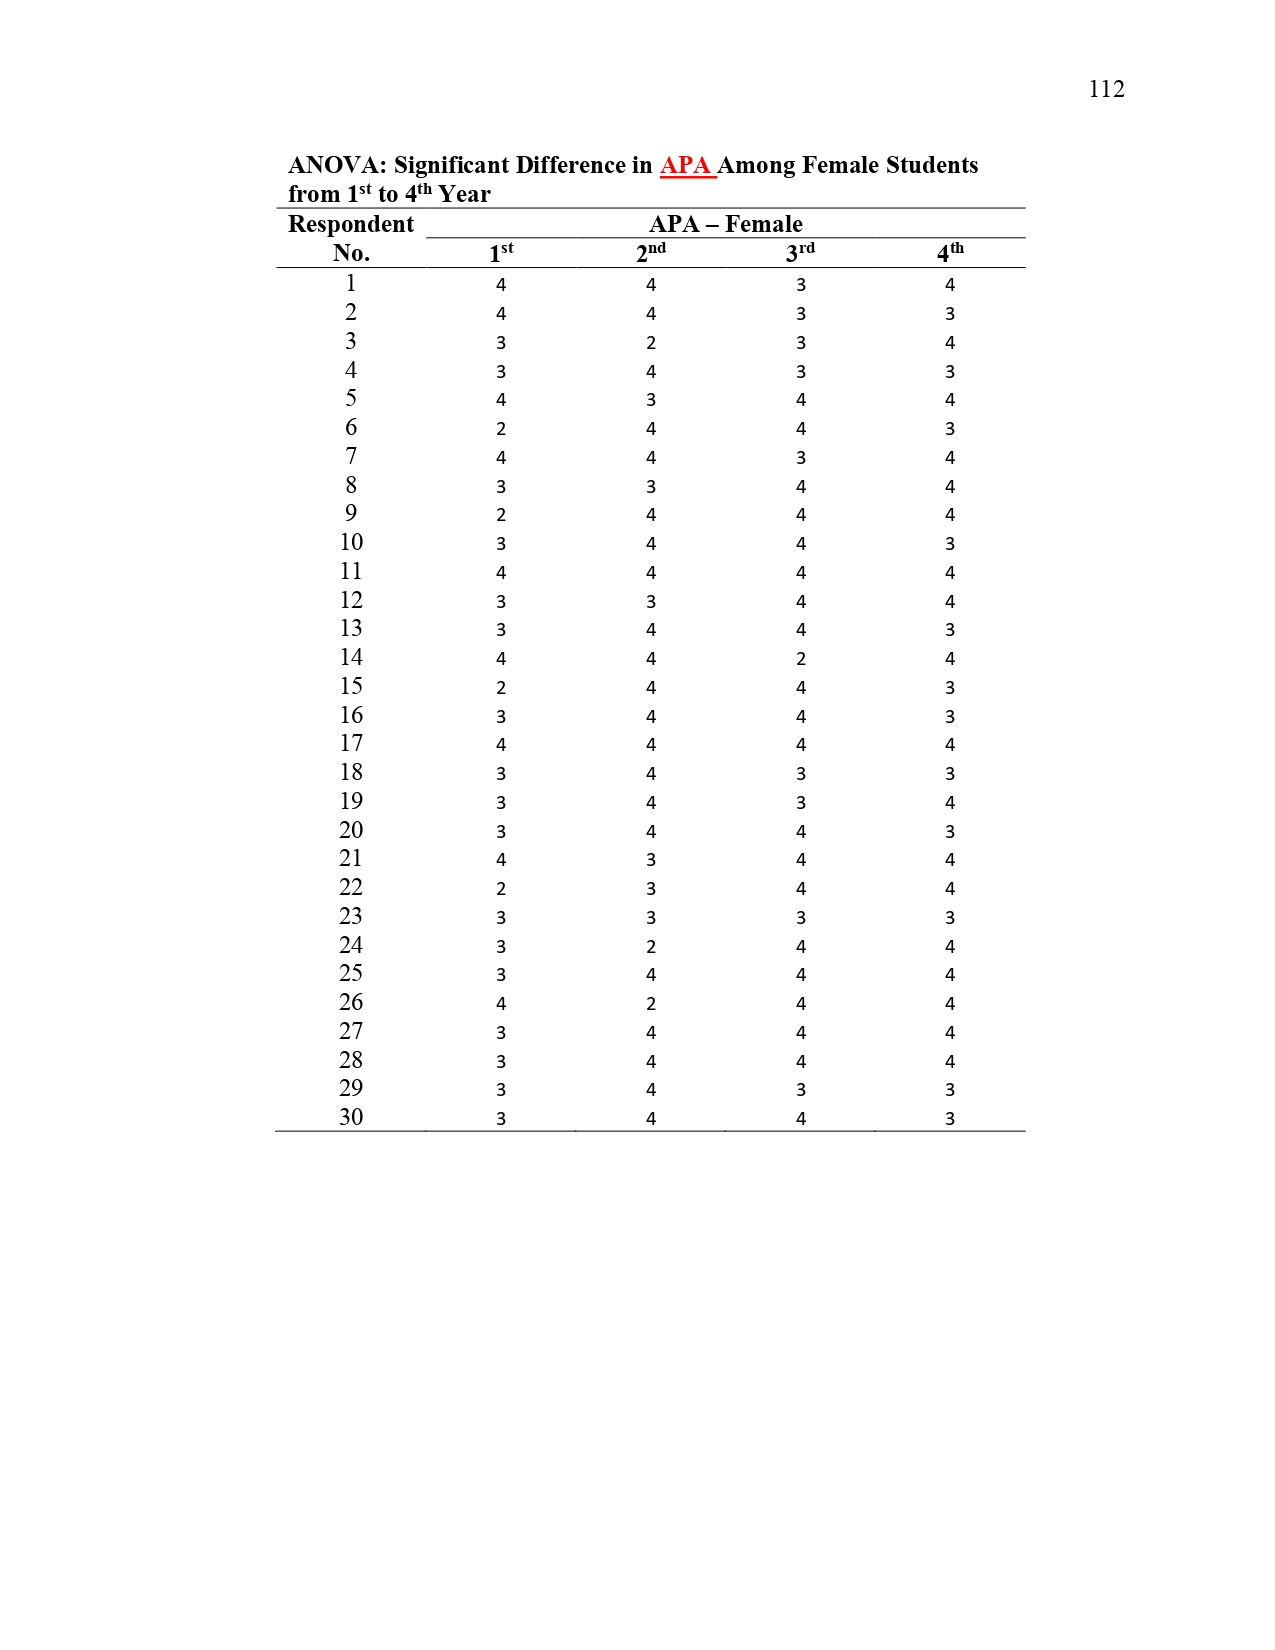 112
ANOVA: Significant Difference in APA Among Female Students
from 1st to 4th Year
Respondent No. APA – Female
1st 2nd 3rd 4th
1 4 4 3 4
2 4 4 3 3
3 3 2 3 4
4 3 4 3 3
5 4 3 4 4
6 2 4 4 3
7 4 4 3 4
8 3 3 4 4
9 2 4 4 4
10 3 4 4 3
11 4 4 4 4
12 3 3 4 4
13 3 4 4 3
14 4 4 2 4
15 2 4 4 3
16 3 4 4 3
17 4 4 4 4
18 3 4 3 3
19 3 4 3 4
20 3 4 4 3
21 4 3 4 4
22 2 3 4 4
23 3 3 3 3
24 3 2 4 4
25 3 4 4 4
26 4 2 4 4
27 3 4 4 4
28 3 4 4 4
29 3 4 3 3
30 3 4 4 3